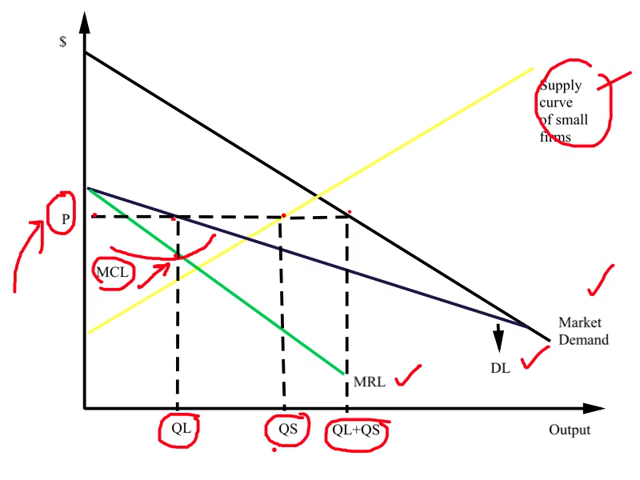 $
Supply
curve
of small
firms
P
MCL
Market
Demand
DL
MRL
QL
QS
QL+QS
Output